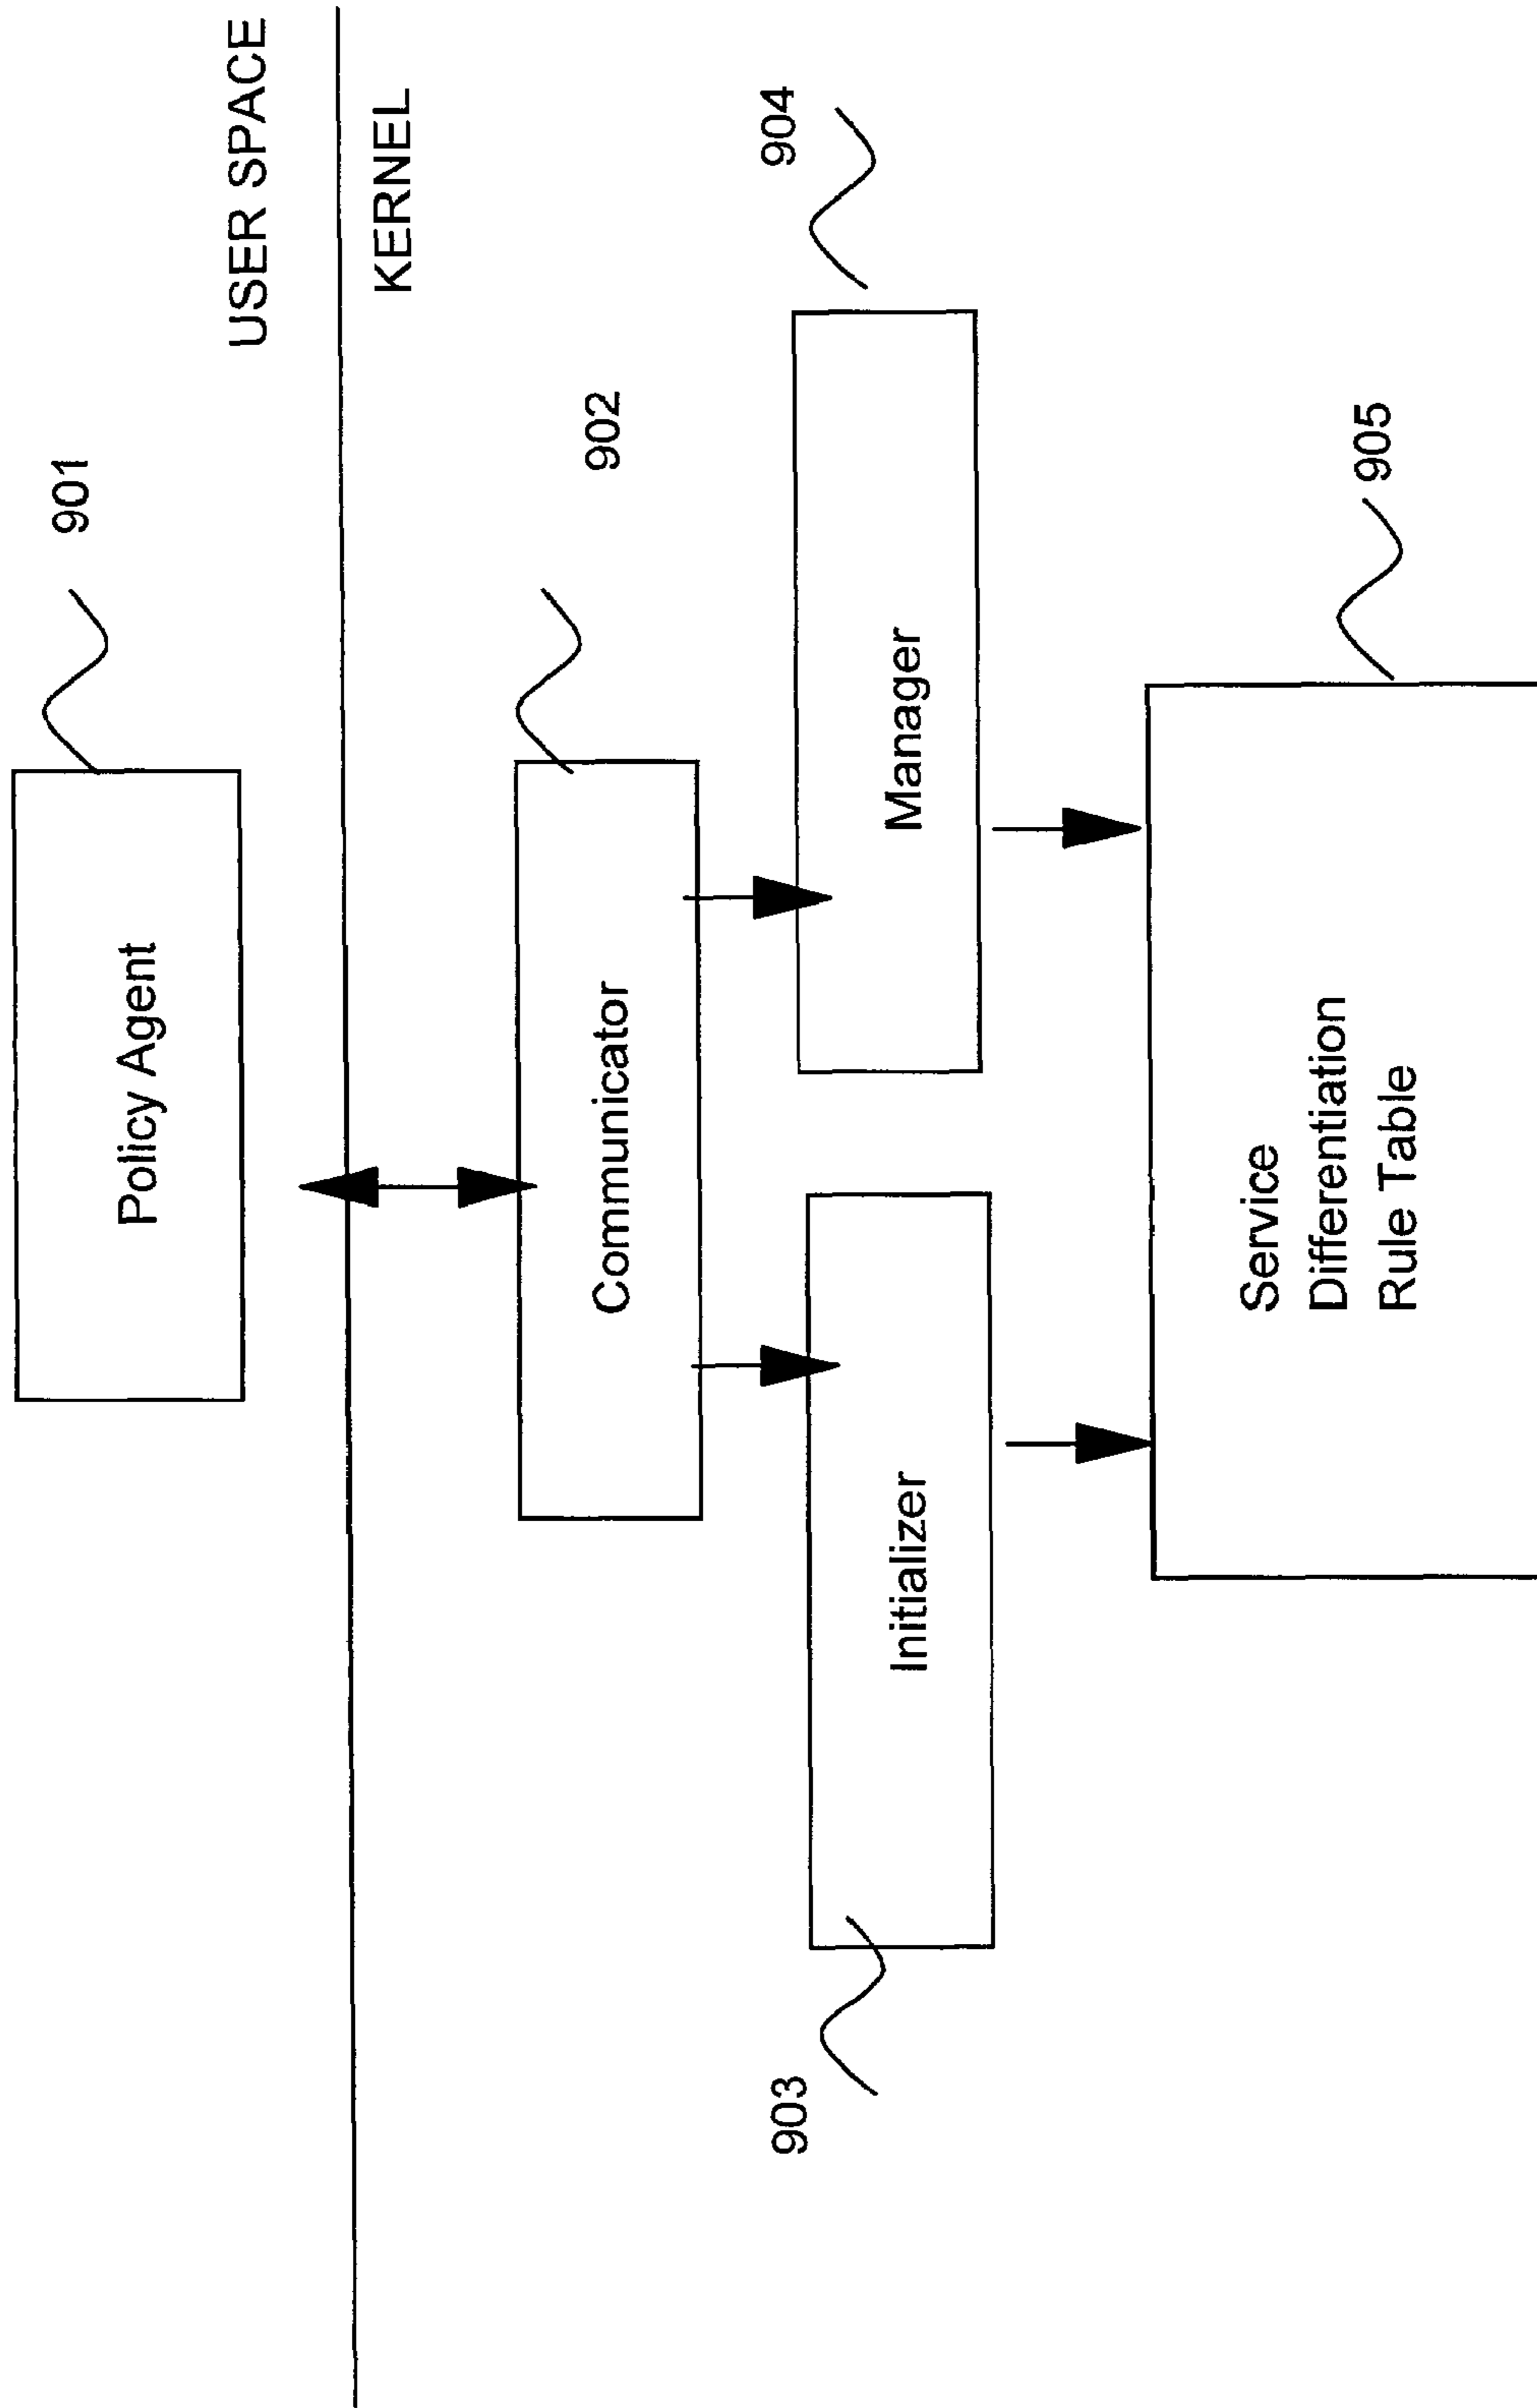 901
Policy Agent
USER SPACE
KERNEL
902
Communicator
904
Manager
903
Initializer
905
Service
Differentiation
Rule Table